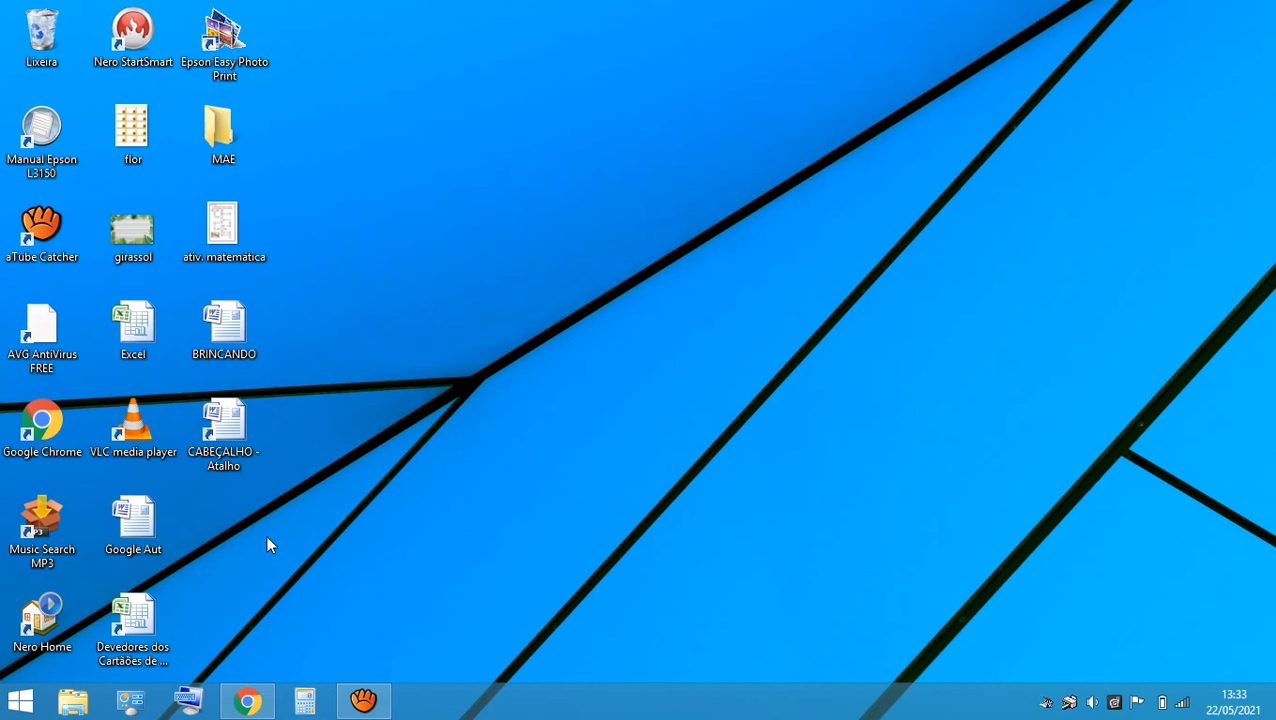 Lixeira
Nero StartSmart
Epson Easy Photo
Print
Manual Epson
L3150
flor
MAE
aTube Catcher
girassol
ativ. matematica
AVG AntiVirus
FREE
Excel
BRINCANDO
Google Chrome
VLC media player
CABEÇALHO -
Atalho
Music Search
MP3
Google Aut
Nero Home
Devedores dos
Cartãões de ...
13:33
22/05/2021